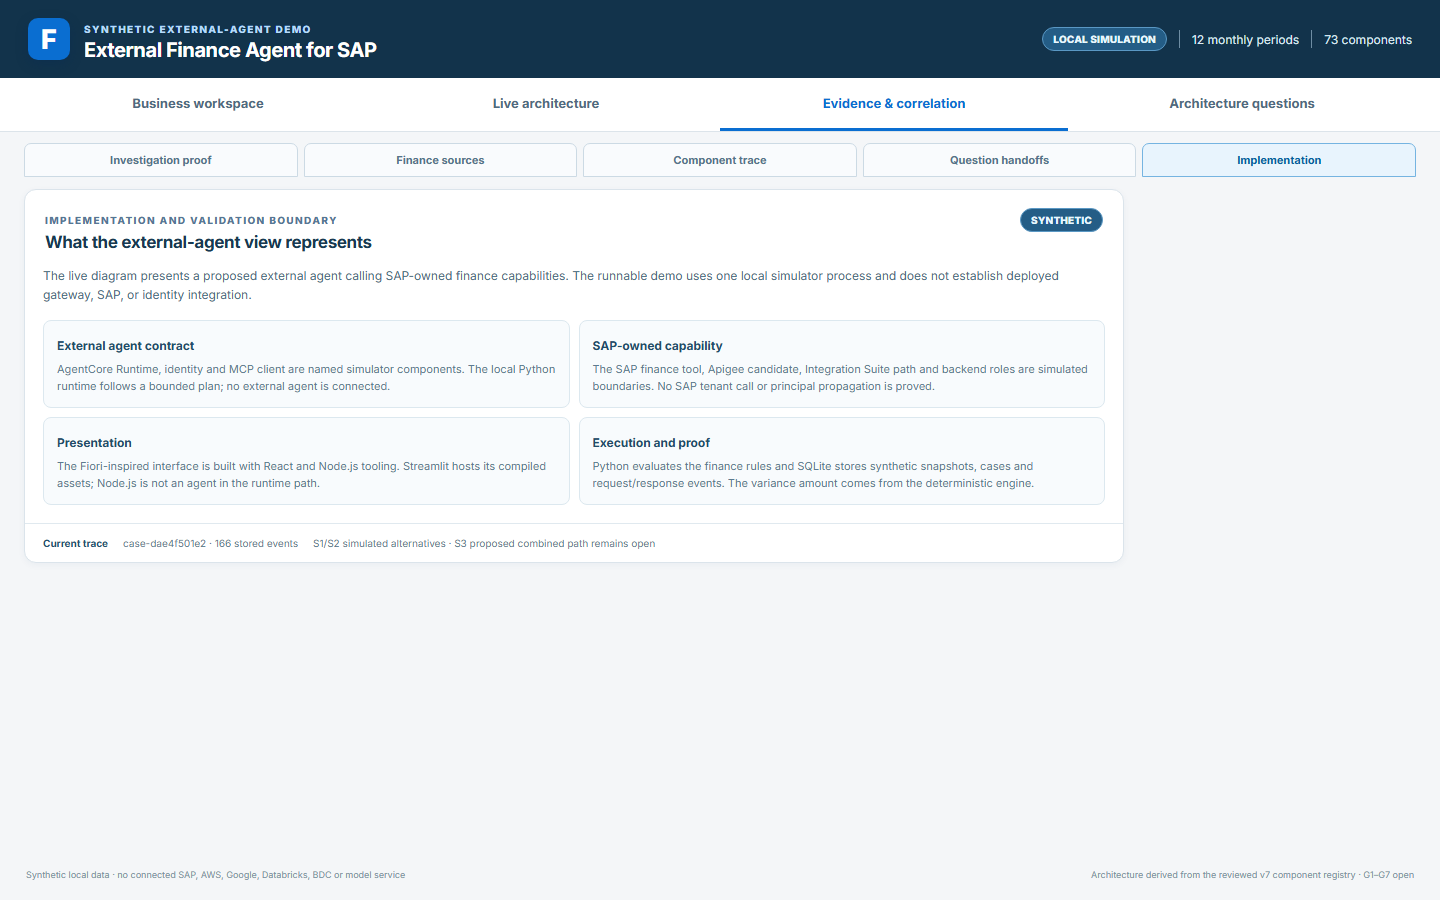 F
SYNTHETIC EXTERNAL-AGENT DEMO
External Finance Agent for SAP
LOCAL SIMULATION
12 monthly periods
73 components
Business workspace
Live architecture
Evidence & correlation
Architecture questions
Investigation proof
Finance sources
Component trace
Question handoffs
Implementation
IMPLEMENTATION AND VALIDATION BOUNDARY
SYNTHETIC
What the external-agent view represents
The live diagram presents a proposed external agent calling SAP-owned finance capabilities. The runnable demo uses one local simulator process and does not establish deployed
gateway, SAP, or identity integration.
External agent contract
AgentCore Runtime, identity and MCP client are named simulator components. The local Python
runtime follows a bounded plan; no external agent is connected.
SAP-owned capability
The SAP finance tool, Apigee candidate, Integration Suite path and backend roles are simulated
boundaries. No SAP tenant call or principal propagation is proved.
Presentation
The Fiori-inspired interface is built with React and Node.js tooling. Streamlit hosts its compiled
assets; Node.js is not an agent in the runtime path.
Execution and proof
Python evaluates the finance rules and SQLite stores synthetic snapshots, cases and
request/response events. The variance amount comes from the deterministic engine.
Current trace case-dae4f501e2 · 166 stored events S1/S2 simulated alternatives · S3 proposed combined path remains open
Synthetic local data · no connected SAP, AWS, Google, Databricks, BDC or model service
Architecture derived from the reviewed v7 component registry · G1–G7 open